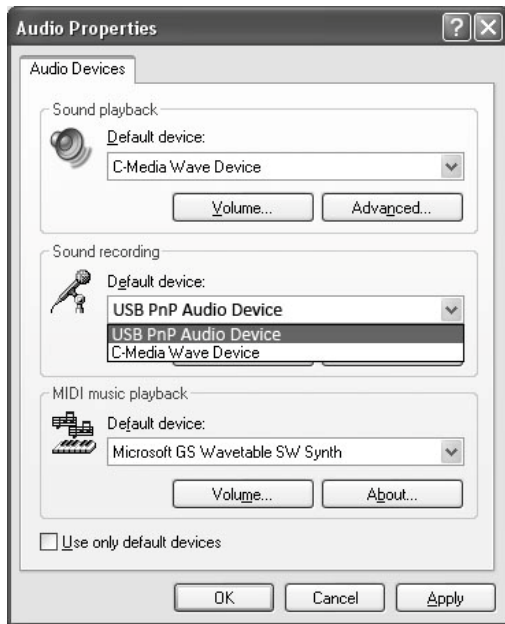 Audio Properties
?
X
Audio Devices
Sound playback
Default device:
C-Media Wave Device
Volume...
Advanced...
Sound recording
Default device:
USB PnP Audio Device
USB PnP Audio Device
C-Media Wave Device
MIDI music playback
Default device:
Microsoft GS Wavetable SW Synth
Volume...
About...
Use only default devices
OK
Cancel
Apply